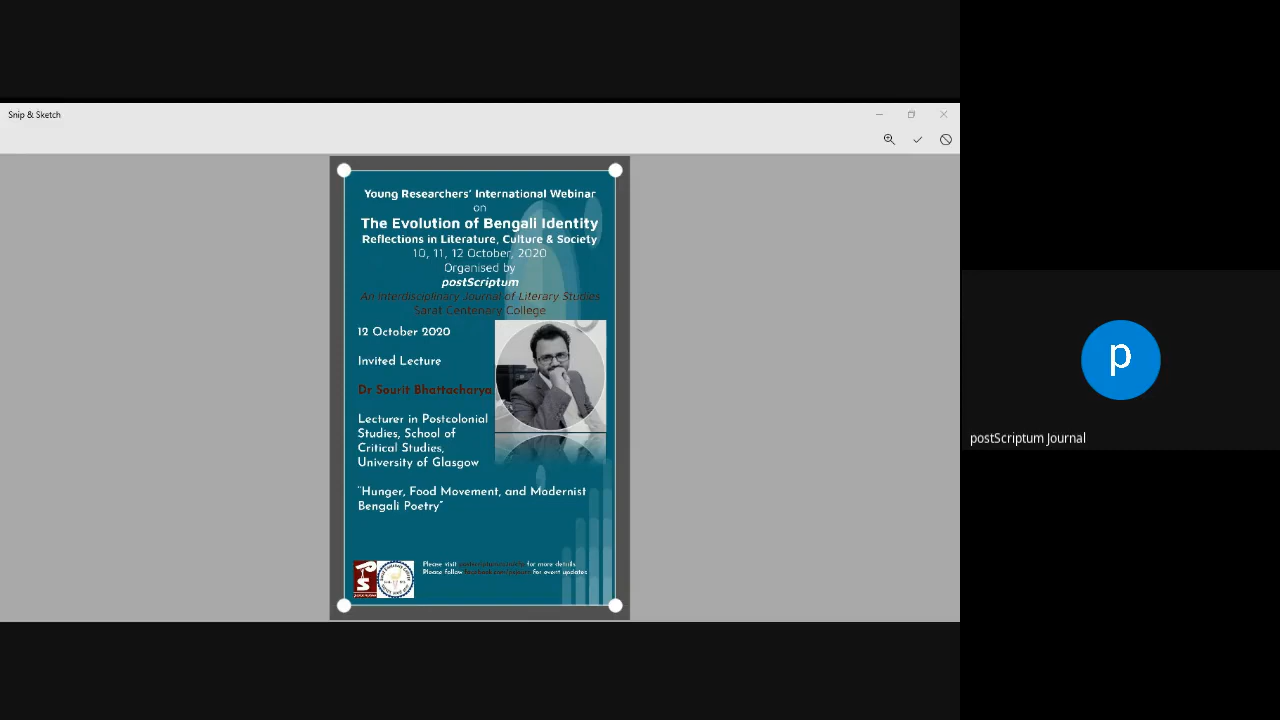 Snip & Sketch
Young Researchers' International Webinar
on
The Evolution of Bengali Identity
Reflections in Literature, Culture & Society
10, 11, 12 October, 2020
Organised by
postScriptum
An Interdisciplinary Journal of Literary Studies
Sarat Centenary College
12 October 2020
Invited Lecture
Dr Sourit Bhattacharya
Lecturer in Postcolonial
Studies, School of
Critical Studies,
University of Glasgow
"Hunger, Food Movement, and Modernist
Bengali Poetry"
Please visit for more details
Please follow for event updates
p
postScriptum Journal